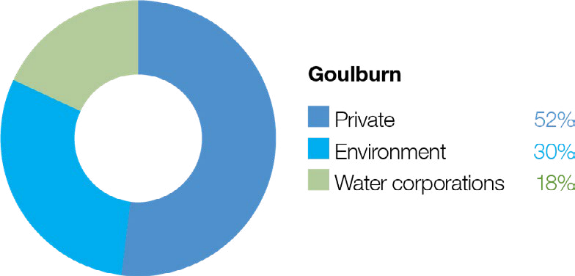 Goulburn
Private 52%
Environment 30%
Water corporations 18%